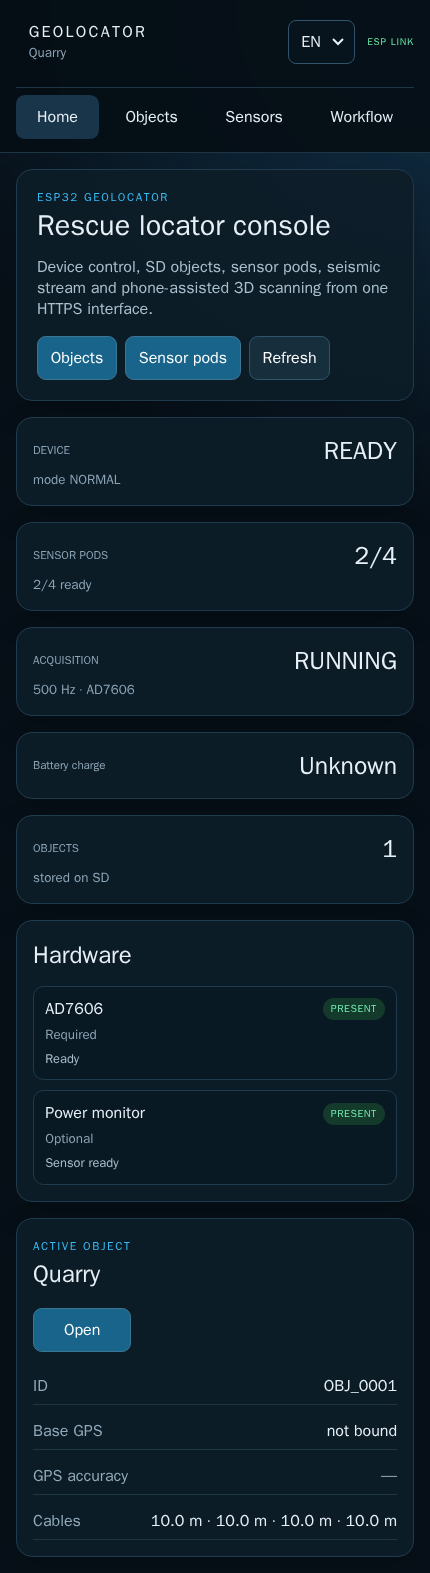 GEOLOCATOR
Quarry
EN
ESP LINK
Home
Objects
Sensors
Workflow
ESP32 GEOLOCATOR
Rescue locator console
Device control, SD objects, sensor pods, seismic
stream and phone-assisted 3D scanning from one
HTTPS interface.
Objects
Sensor pods
Refresh
DEVICE
READY
mode NORMAL
SENSOR PODS
2/4
2/4 ready
ACQUISITION
RUNNING
500 Hz · AD7606
Battery charge
Unknown
OBJECTS
1
stored on SD
Hardware
AD7606
PRESENT
Required
Ready
Power monitor
PRESENT
Optional
Sensor ready
ACTIVE OBJECT
Quarry
Open
ID
OBJ_0001
Base GPS
not bound
GPS accuracy
—
Cables
10.0 m · 10.0 m · 10.0 m · 10.0 m